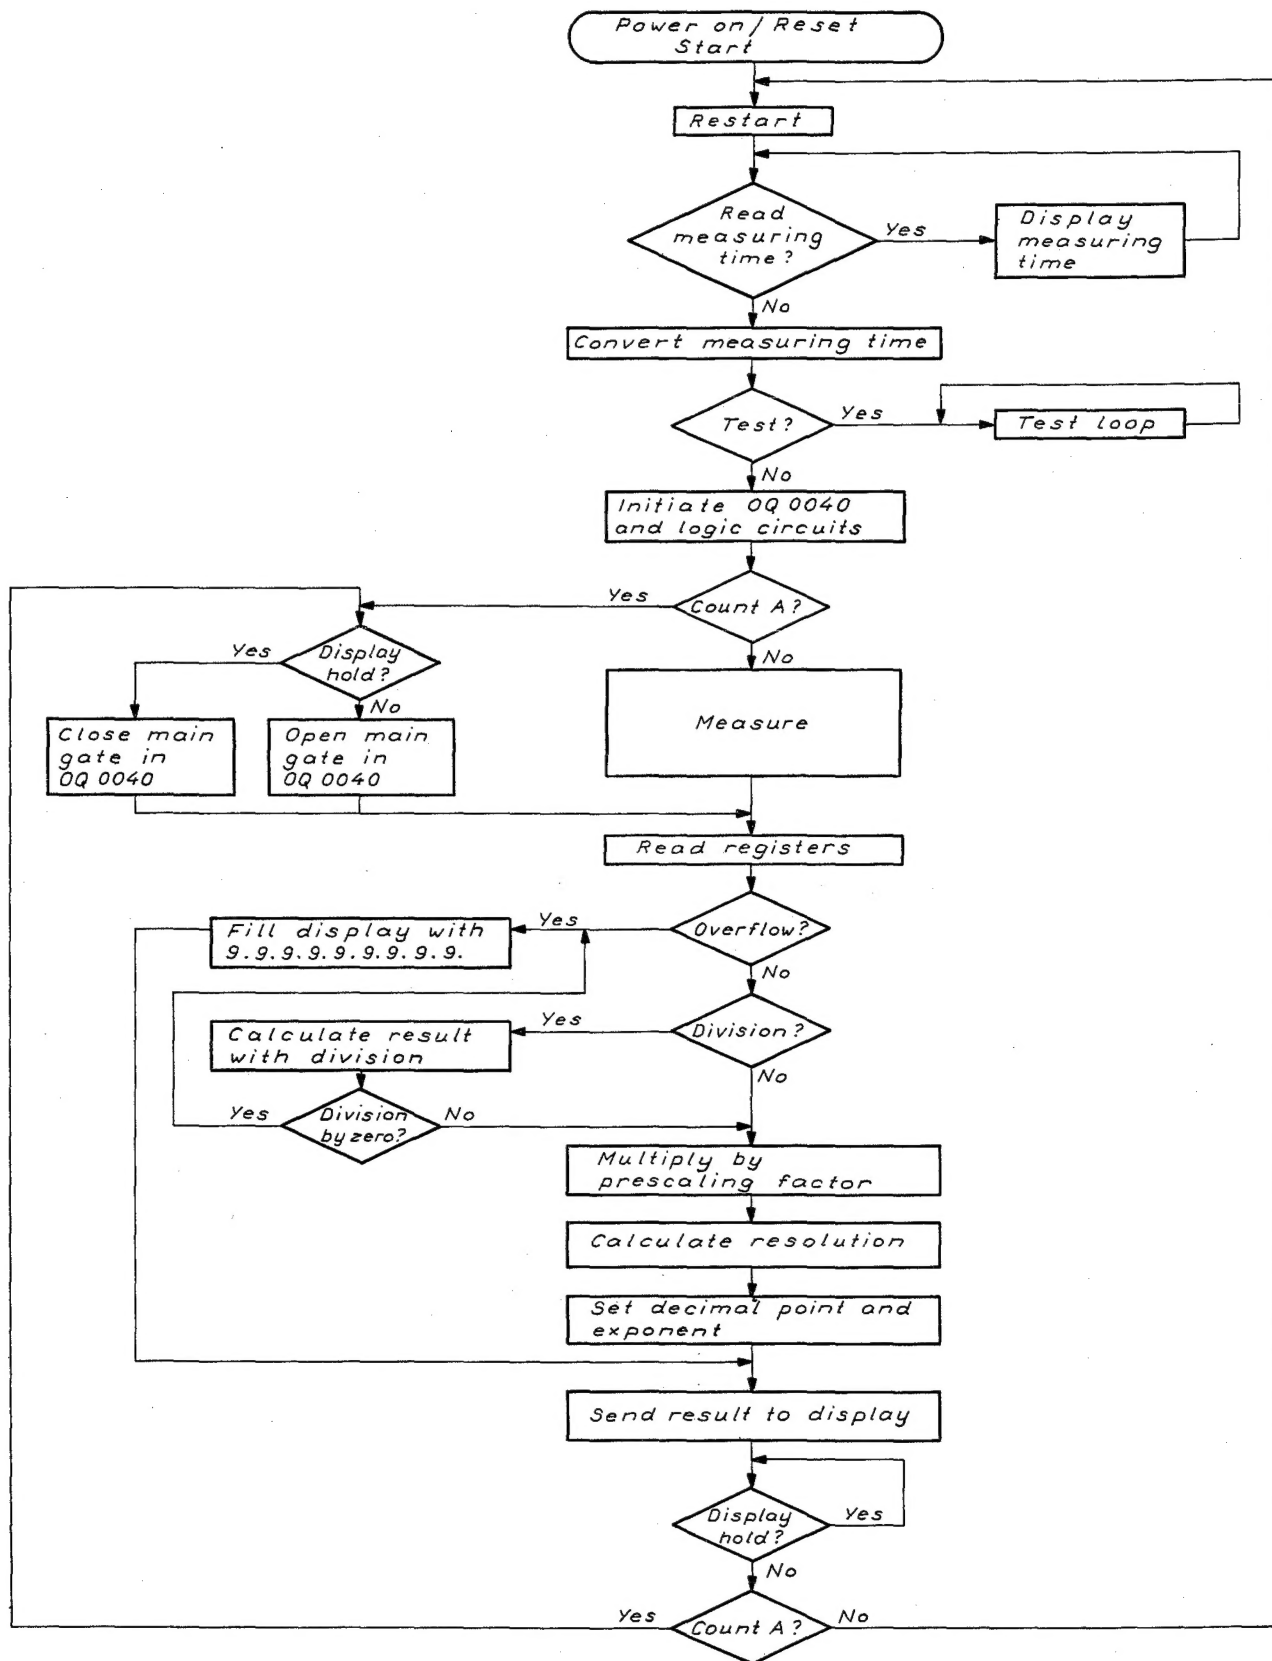 Power on / Reset
Start
Restart
Read
measuring
time?
Yes
Display
measuring
time
No
Convert measuring time
Test?
Yes
Test loop
No
Initiate OQ 0040
and logic circuits
Count A?
Yes
No
Display
hold?
Yes
No
Close main
gate in
OQ 0040
Open main
gate in
OQ 0040
Measure
Read registers
Overflow?
Yes
Fill display with
9.9.9.9.9.9.9.9.9.
No
Division?
Yes
Calculate result
with division
No
Division
by zero?
Yes
No
Multiply by
prescaling factor
Calculate resolution
Set decimal point and
exponent
Send result to display
Display
hold?
Yes
No
Count A?
Yes
No